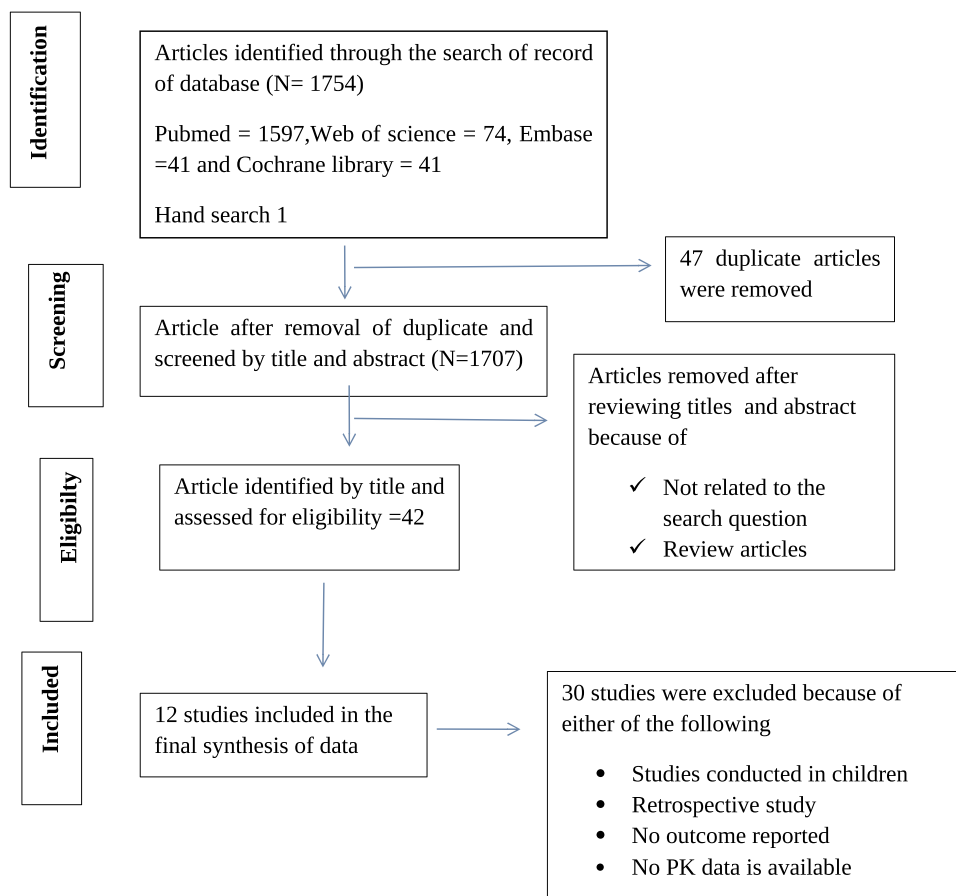 Identification
Articles identified through the search of record
of database (N= 1754)
Pubmed = 1597,Web of science = 74, Embase
=41 and Cochrane library = 41
Hand search 1
47 duplicate articles
were removed
Screening
Article after removal of duplicate and
screened by title and abstract (N=1707)
Articles removed after
reviewing titles and abstract
because of
✓ Not related to the
search question
✓ Review articles
Eligibilty
Article identified by title and
assessed for eligibility =42
Included
12 studies included in the
final synthesis of data
30 studies were excluded because of
either of the following
• Studies conducted in children
• Retrospective study
• No outcome reported
• No PK data is available